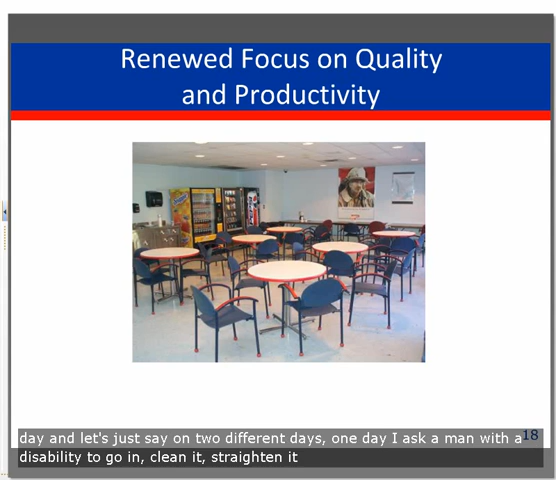 Renewed Focus on Quality
and Productivity
day and let's just say on two different days, one day I ask a man with a
18
disability to go in, clean it, straighten it